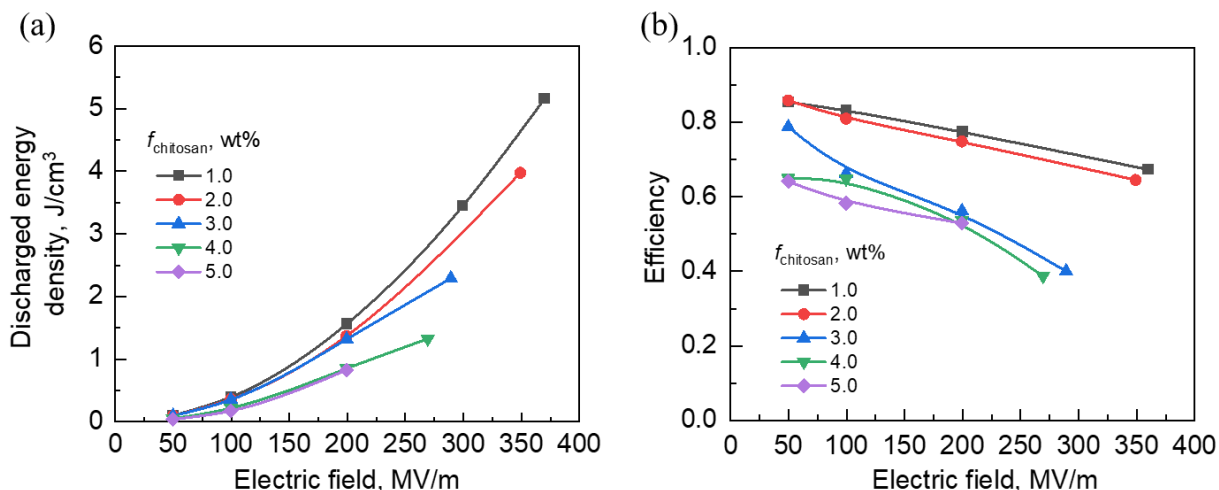 (a)
Discharged energy
density, J/cm³
6
5
4
3
2
1
0
f chitosan, wt%
1.0
2.0
3.0
4.0
5.0
0 50 100 150 200 250 300 350 400
Electric field, MV/m
(b)
Efficiency
1.0
0.8
0.6
0.4
0.2
0.0
f chitosan, wt%
1.0
2.0
3.0
4.0
5.0
0 50 100 150 200 250 300 350 400
Electric field, MV/m